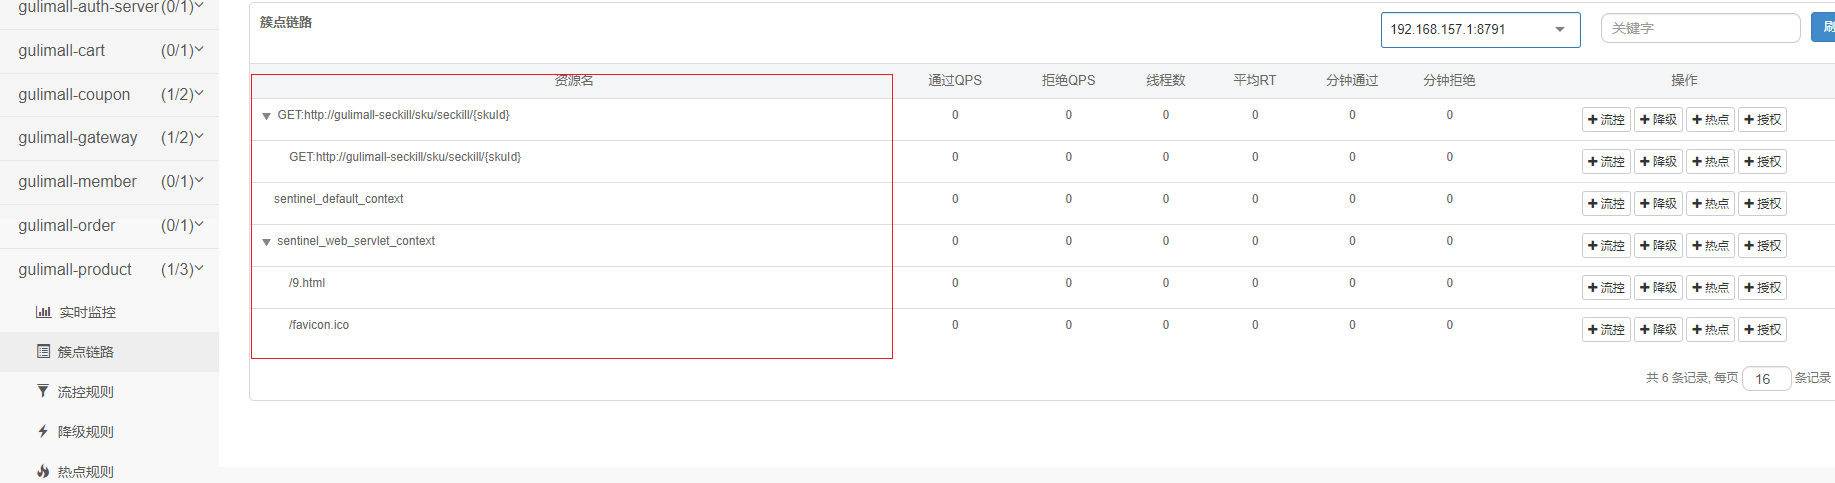 gulimall-auth-server(0/1)
gulimall-cart (0/1)
gulimall-coupon (1/2)
gulimall-gateway (1/2)
gulimall-member (0/1)
gulimall-order (0/1)
gulimall-product (1/3)
实时监控
簇点链路
流控规则
降级规则
热点规则
簇点链路 192.168.157.1:8791 关键字 刷
资源名 通过QPS 拒绝QPS 线程数 平均RT 分钟通过 分钟拒绝 操作
GET:http://gulimall-seckill/sku/seckill/{skuId} 0 0 0 0 0 0 +流控 +降级 +热点 +授权
GET:http://gulimall-seckill/sku/seckill/{skuId} 0 0 0 0 0 0 +流控 +降级 +热点 +授权
sentinel_default_context 0 0 0 0 0 0 +流控 +降级 +热点 +授权
sentinel_web_servlet_context 0 0 0 0 0 0 +流控 +降级 +热点 +授权
/9.html 0 0 0 0 0 0 +流控 +降级 +热点 +授权
/favicon.ico 0 0 0 0 0 0 +流控 +降级 +热点 +授权
共 6 条记录, 每页 16 条记录